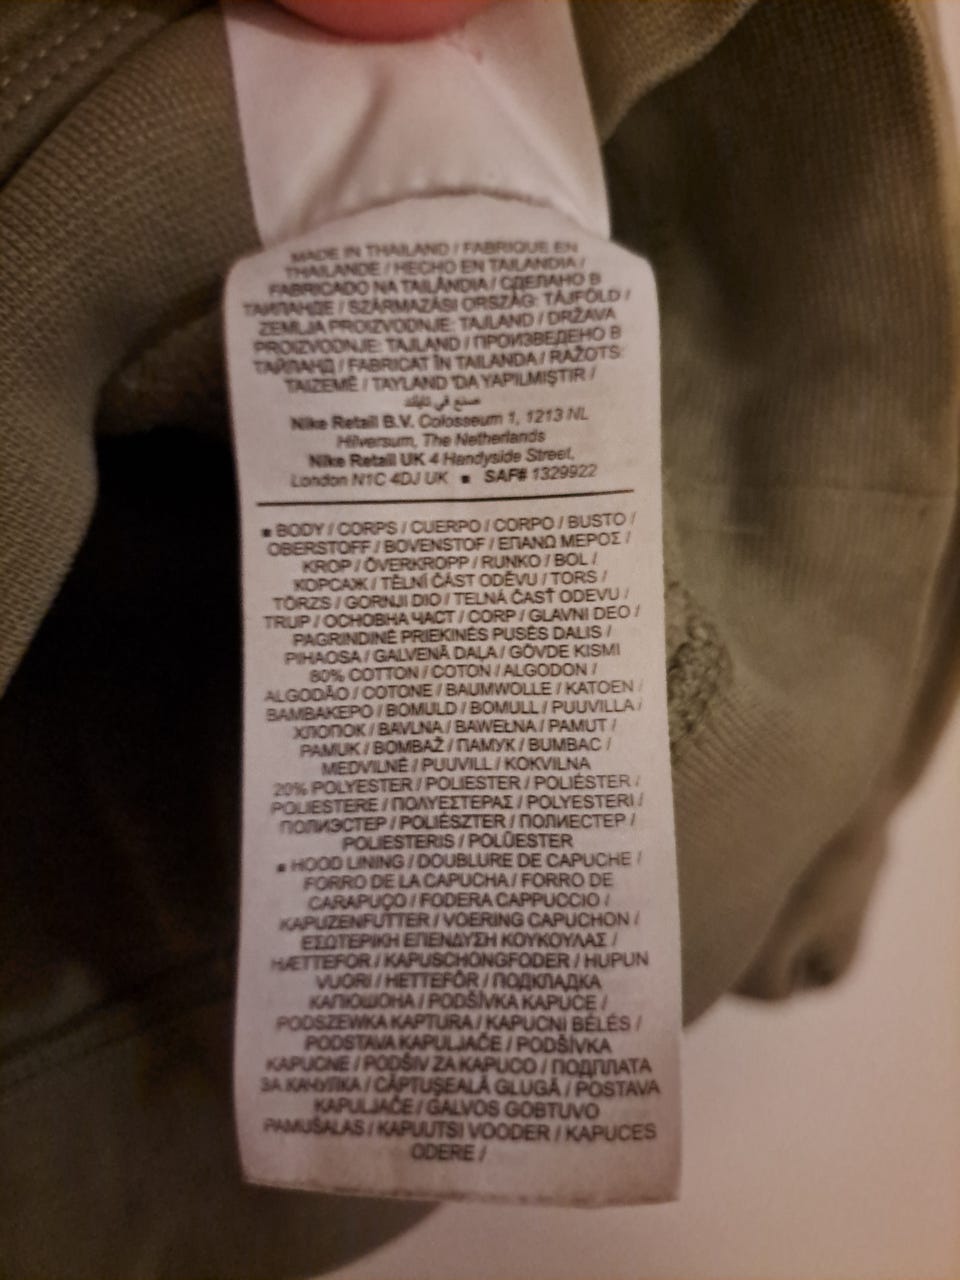 MADE IN THAILAND / FABRIQUE EN
THAILANDE / HECHO EN TAILANDIA /
FABRICADO NA TAILÂNDIA / СДЕЛАНО В
ТАИЛАНДЕ / SZÁRMAZÁSI ORSZÁG: TÁJFÖLD /
ZEMLJA PROIZVODNJE: TAJLAND / DRŽAVA
PROIZVODNJE: TAJLAND / ПРОИЗВЕДЕНО В
ТАЙЛАНД / FABRICAT ÎN TAILANDA / RAŽOTS:
TAIZEMĒ / TAYLAND 'DA YAPILMIŞTIR /
صنع في تايلاند
Nike Retail B.V. Colosseum 1, 1213 NL
Hilversum, The Netherlands
Nike Retail UK 4 Handyside Street,
London N1C 4DJ UK ■ SAF# 1329922
■ BODY / CORPS / CUERPO / CORPO / BUSTO /
OBERSTOFF / BOVENSTOF / ΕΠΑΝΩ ΜΕΡΟΣ /
KROP / ÖVERKROPP / RUNKO / BOL /
КОРСАЖ / TĚLNÍ ČÁST ODĚVU / TORS /
TÖRZS / GORNJI DIO / TELNÁ ČASŤ ODEVU /
TRUP / ОСНОВНА ЧАСТ / CORP / GLAVNI DEO /
PAGRINDINĖ PRIEKINĖS PUSĖS DALIS /
PIHAOSA / GALVENĀ DAĻA / GÖVDE KISMI
80% COTTON / COTON / ALGODON /
ALGODÃO / COTONE / BAUMWOLLE / KATOEN /
ΒΑΜΒΑΚΕΡΟ / BOMULD / BOMULL / PUUVILLA /
ХЛОПОК / BAVLNA / BAWEŁNA / PAMUT /
PAMUK / BOMBAŽ / ПАМУК / BUMBAC /
MEDVILNĖ / PUUVILL / KOKVILNA
20% POLYESTER / POLIESTER / POLIÉSTER /
POLIESTERE / ΠΟΛΥΕΣΤΕΡΑΣ / POLYESTERI /
ПОЛИЭСТЕР / POLIÉSZTER / ПОЛИЕСТЕР /
POLIESTERIS / POLÜESTER
■ HOOD LINING / DOUBLURE DE CAPUCHE /
FORRO DE LA CAPUCHA / FORRO DE
CARAPUÇO / FODERA CAPPUCCIO /
KAPUZENFUTTER / VOERING CAPUCHON /
ΕΣΩΤΕΡΙΚΗ ΕΠΕΝΔΥΣΗ ΚΟΥΚΟΥΛΑΣ /
HÆTTEFOR / KAPUSCHONGFODER / HUPUN
VUORI / HETTEFÔR / ПОДКЛАДКА
КАПЮШОНА / PODŠÍVKA KAPUCE /
PODSZEWKA KAPTURA / KAPUCNI BÉLÉS /
PODSTAVA KAPULJAČE / PODŠÍVKA
KAPUCNE / PODŠIV ZA KAPUCO / ПОДПЛАТА
ЗА КАЧУЛКА / CĂPTUŞEALĂ GLUGĂ / POSTAVA
KAPULJAČE / GALVOS GOBTUVO
PAMUŠALAS / KAPUUTSI VOODER / KAPUCES
ODERE /